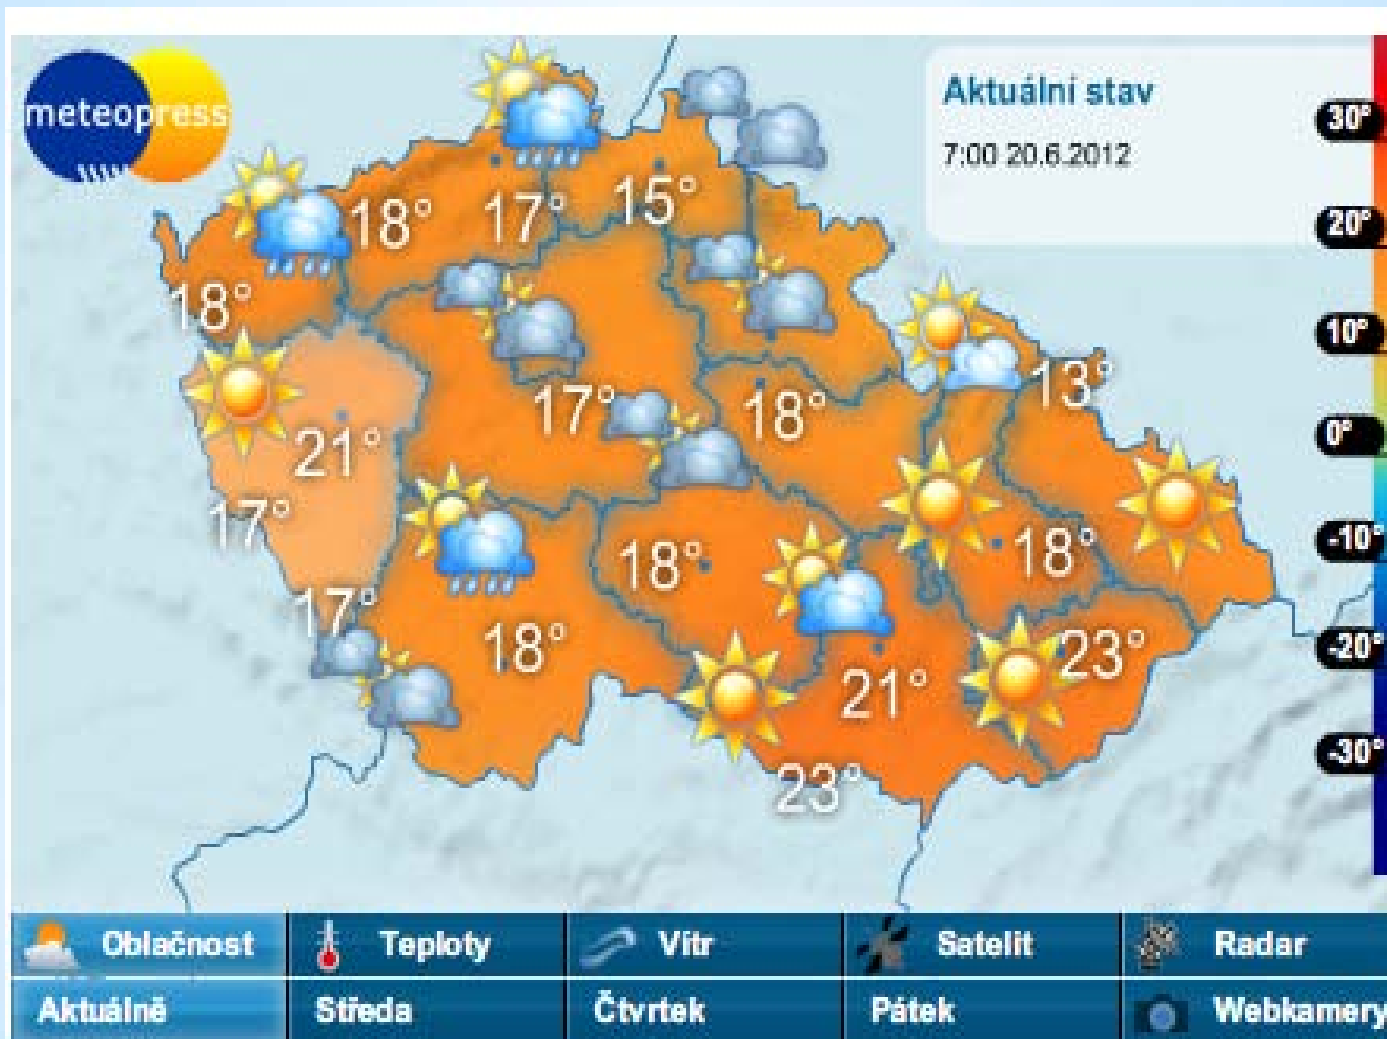 meteopress
Aktuální stav
7:00 20.6.2012
30°
20°
10°
0°
-10°
-20°
-30°
18°
17°
15°
18°
17°
18°
13°
21°
17°
18°
18°
17°
18°
23°
21°
23°
Oblačnost
Teploty
Vítr
Satelit
Radar
Aktuálně
Středa
Čtvrtek
Pátek
Webkamery